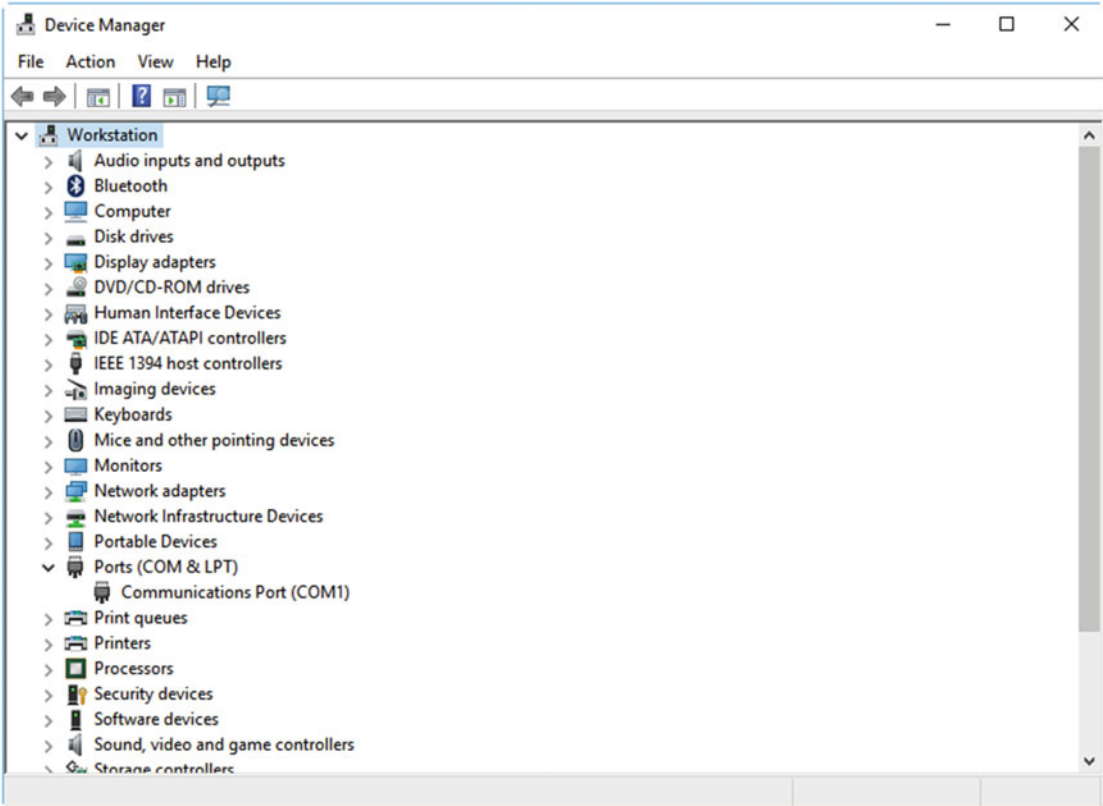 Device Manager
File Action View Help
?
Workstation
Audio inputs and outputs
Bluetooth
Computer
Disk drives
Display adapters
DVD/CD-ROM drives
Human Interface Devices
IDE ATA/ATAPI controllers
IEEE 1394 host controllers
Imaging devices
Keyboards
Mice and other pointing devices
Monitors
Network adapters
Network Infrastructure Devices
Portable Devices
Ports (COM & LPT)
Communications Port (COM1)
Print queues
Printers
Processors
Security devices
Software devices
Sound, video and game controllers
Storage controllers